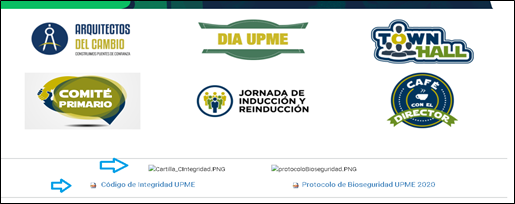 ARQUITECTOS
DEL CAMBIO
CONSTRUIMOS PUENTES DE CONFIANZA
DIA UPME
TOWN
HALL
COMITÉ
PRIMARIO
JORNADA DE
INDUCCIÓN Y
REINDUCCIÓN
CAFÉ
CON EL
DIRECTOR
Cartilla_CIntegridad.PNG
protocoloBioseguridad.PNG
Código de Integridad UPME
Protocolo de Bioseguridad UPME 2020